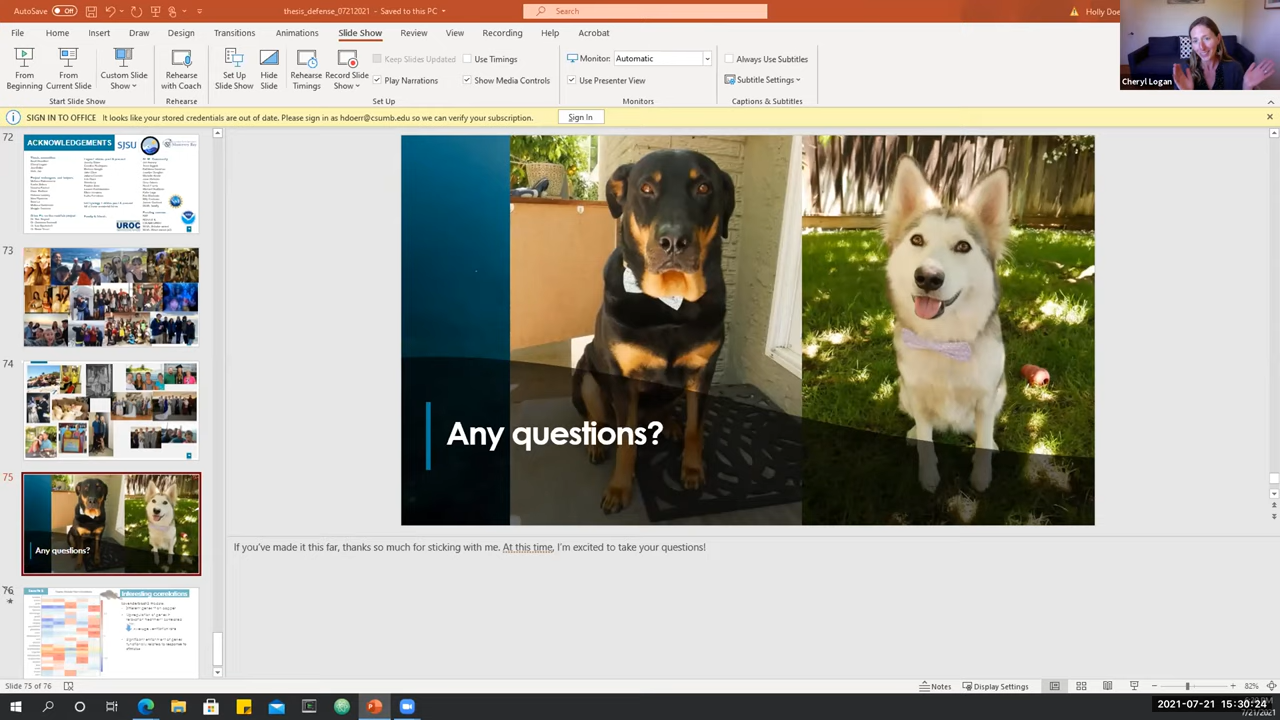 AutoSave Off
thesis_defense_07212021 - Saved to this PC
Search
Holly Doe
File Home Insert Draw Design Transitions Animations Slide Show Review View Recording Help Acrobat
From Beginning
From Current Slide
Custom Slide Show
Rehearse with Coach
Set Up Slide Show
Hide Slide
Rehearse Timings
Record Slide Show
Keep Slides Updated
Play Narrations
Use Timings
Show Media Controls
Monitor: Automatic
Use Presenter View
Always Use Subtitles
Subtitle Settings
Start Slide Show
Rehearse
Set Up
Monitors
Captions & Subtitles
Cheryl Logan
SIGN IN TO OFFICE It looks like your stored credentials are out of date. Please sign in as hdoerr@csumb.edu so we can verify your subscription. Sign In
72
ACKNOWLEDGEMENTS
SJSU
UROC
73
74
75
Any questions?
76
Interesting correlations
Any questions?
If you've made it this far, thanks so much for sticking with me. At this time, I'm excited to take your questions!
Slide 75 of 76
Notes
Display Settings
82%
2021-07-21 15:30:24
7/21/2021